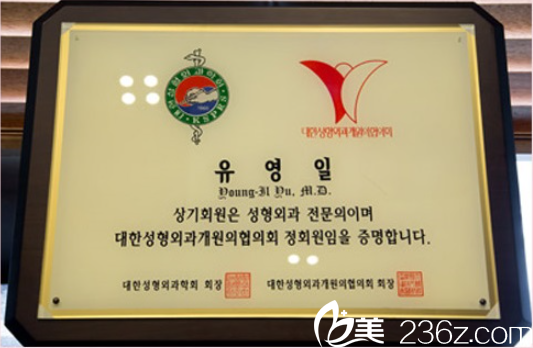 KSPRS
대한성형외과개원의협의회
유 영 일
Young-Il Yu, M.D.
상기회원은 성형외과 전문의이며
대한성형외과개원의협의회 정회원임을 증명합니다.
대한성형외과학회 회장 대한성형외과개원의협의회 회장
8美 236z.com